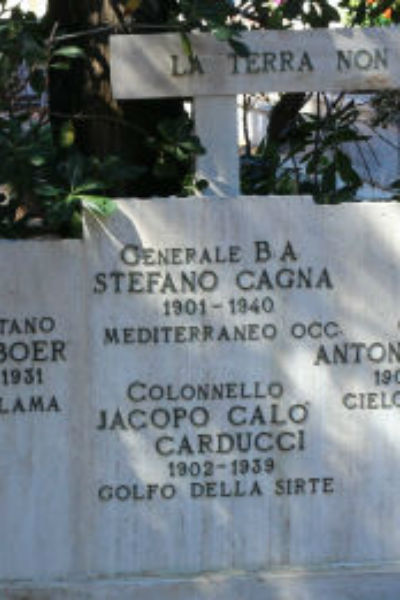 LA TERRA NON
GENERALE B A
STEFANO CAGNA
1901-1940
MEDITERRANEO OCC.
COLONNELLO
JACOPO CALO'
CARDUCCI
1902-1939
GOLFO DELLA SIRTE
TANO
BOER
1931
LAMA
ANTON
190
CIELO